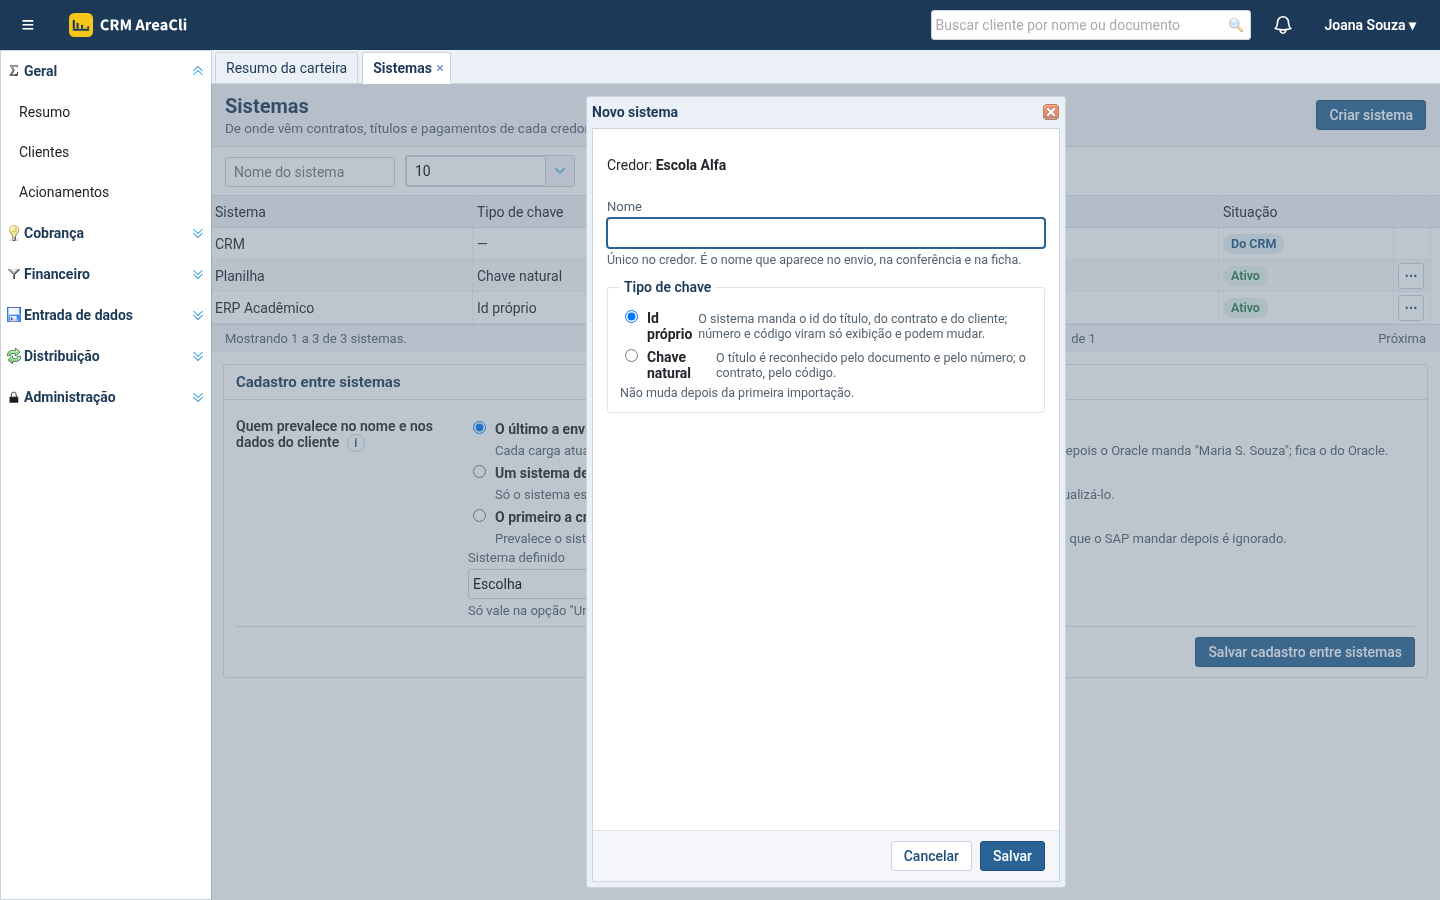 CRM AreaCli
Buscar cliente por nome ou documento
Joana Souza ▾
Geral
Resumo
Clientes
Acionamentos
Cobrança
Financeiro
Entrada de dados
Distribuição
Administração
Resumo da carteira
Sistemas ×
Sistemas
De onde vêm contratos, títulos e pagamentos de cada credo
Criar sistema
Nome do sistema
10
Sistema
Tipo de chave
Situação
CRM
—
Do CRM
Planilha
Chave natural
Ativo
ERP Acadêmico
Id próprio
Ativo
Mostrando 1 a 3 de 3 sistemas.
de 1
Próxima
Cadastro entre sistemas
Quem prevalece no nome e nos
dados do cliente i
O último a env
Cada carga atua
epois o Oracle manda "Maria S. Souza"; fica o do Oracle.
Um sistema de
Só o sistema es
ualizá-lo.
O primeiro a cr
Prevalece o sist
que o SAP mandar depois é ignorado.
Sistema definido
Escolha
Só vale na opção "Ur
Salvar cadastro entre sistemas
Novo sistema
Credor: Escola Alfa
Nome
Único no credor. É o nome que aparece no envio, na conferência e na ficha.
Tipo de chave
Id próprio
O sistema manda o id do título, do contrato e do cliente;
número e código viram só exibição e podem mudar.
Chave natural
O título é reconhecido pelo documento e pelo número; o
contrato, pelo código.
Não muda depois da primeira importação.
Cancelar
Salvar